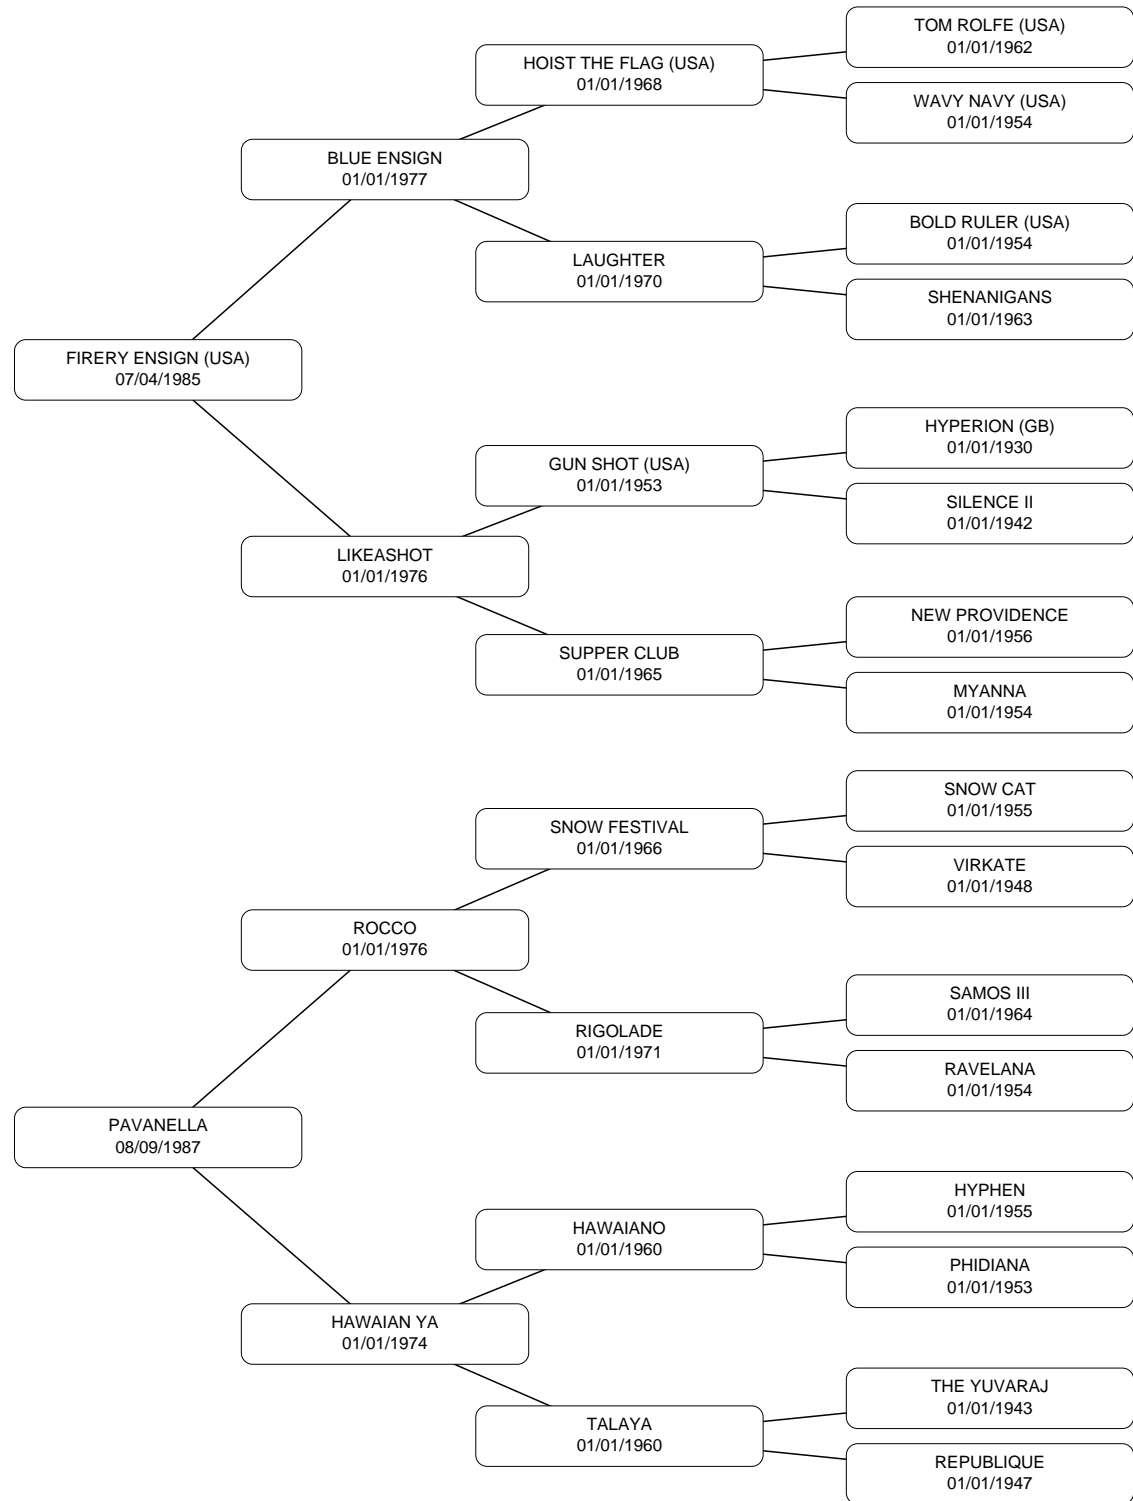 TOM ROLFE (USA)
01/01/1962
HOIST THE FLAG (USA)
01/01/1968
WAVY NAVY (USA)
01/01/1954
BLUE ENSIGN
01/01/1977
BOLD RULER (USA)
01/01/1954
LAUGHTER
01/01/1970
SHENANIGANS
01/01/1963
FIRERY ENSIGN (USA)
07/04/1985
HYPERION (GB)
01/01/1930
GUN SHOT (USA)
01/01/1953
SILENCE II
01/01/1942
LIKEASHOT
01/01/1976
NEW PROVIDENCE
01/01/1956
SUPPER CLUB
01/01/1965
MYANNA
01/01/1954
SNOW CAT
01/01/1955
SNOW FESTIVAL
01/01/1966
VIRKATE
01/01/1948
ROCCO
01/01/1976
SAMOS III
01/01/1964
RIGOLADE
01/01/1971
RAVELANA
01/01/1954
PAVANELLA
08/09/1987
HYPHEN
01/01/1955
HAWAIANO
01/01/1960
PHIDIANA
01/01/1953
HAWAIAN YA
01/01/1974
THE YUVARAJ
01/01/1943
TALAYA
01/01/1960
REPUBLIQUE
01/01/1947